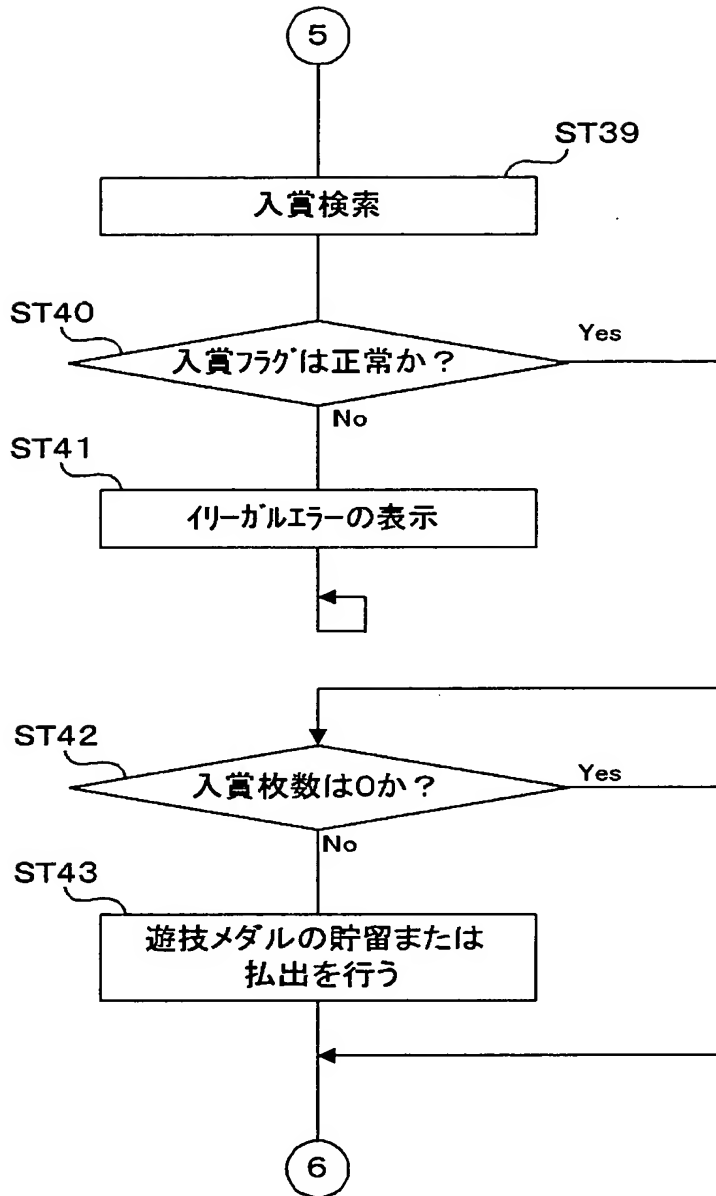 5
ST39
入賞検索
ST40
入賞フラグは正常か？
Yes
No
ST41
イリーガルエラーの表示
ST42
入賞枚数は0か？
Yes
No
ST43
遊技メダルの貯留または
払出を行う
6